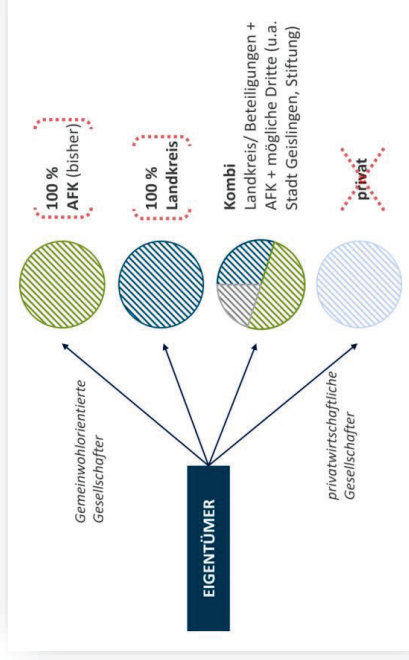 EIGENTÜMER
Gemeinwohlorientierte
Gesellschafter
privatwirtschaftliche
Gesellschafter
100 %
AFK (bisher)
100 %
Landkreis
Kombi
Landkreis/ Beteiligungen +
AFK + mögliche Dritte (u.a.
Stadt Geislingen, Stiftung)
privat